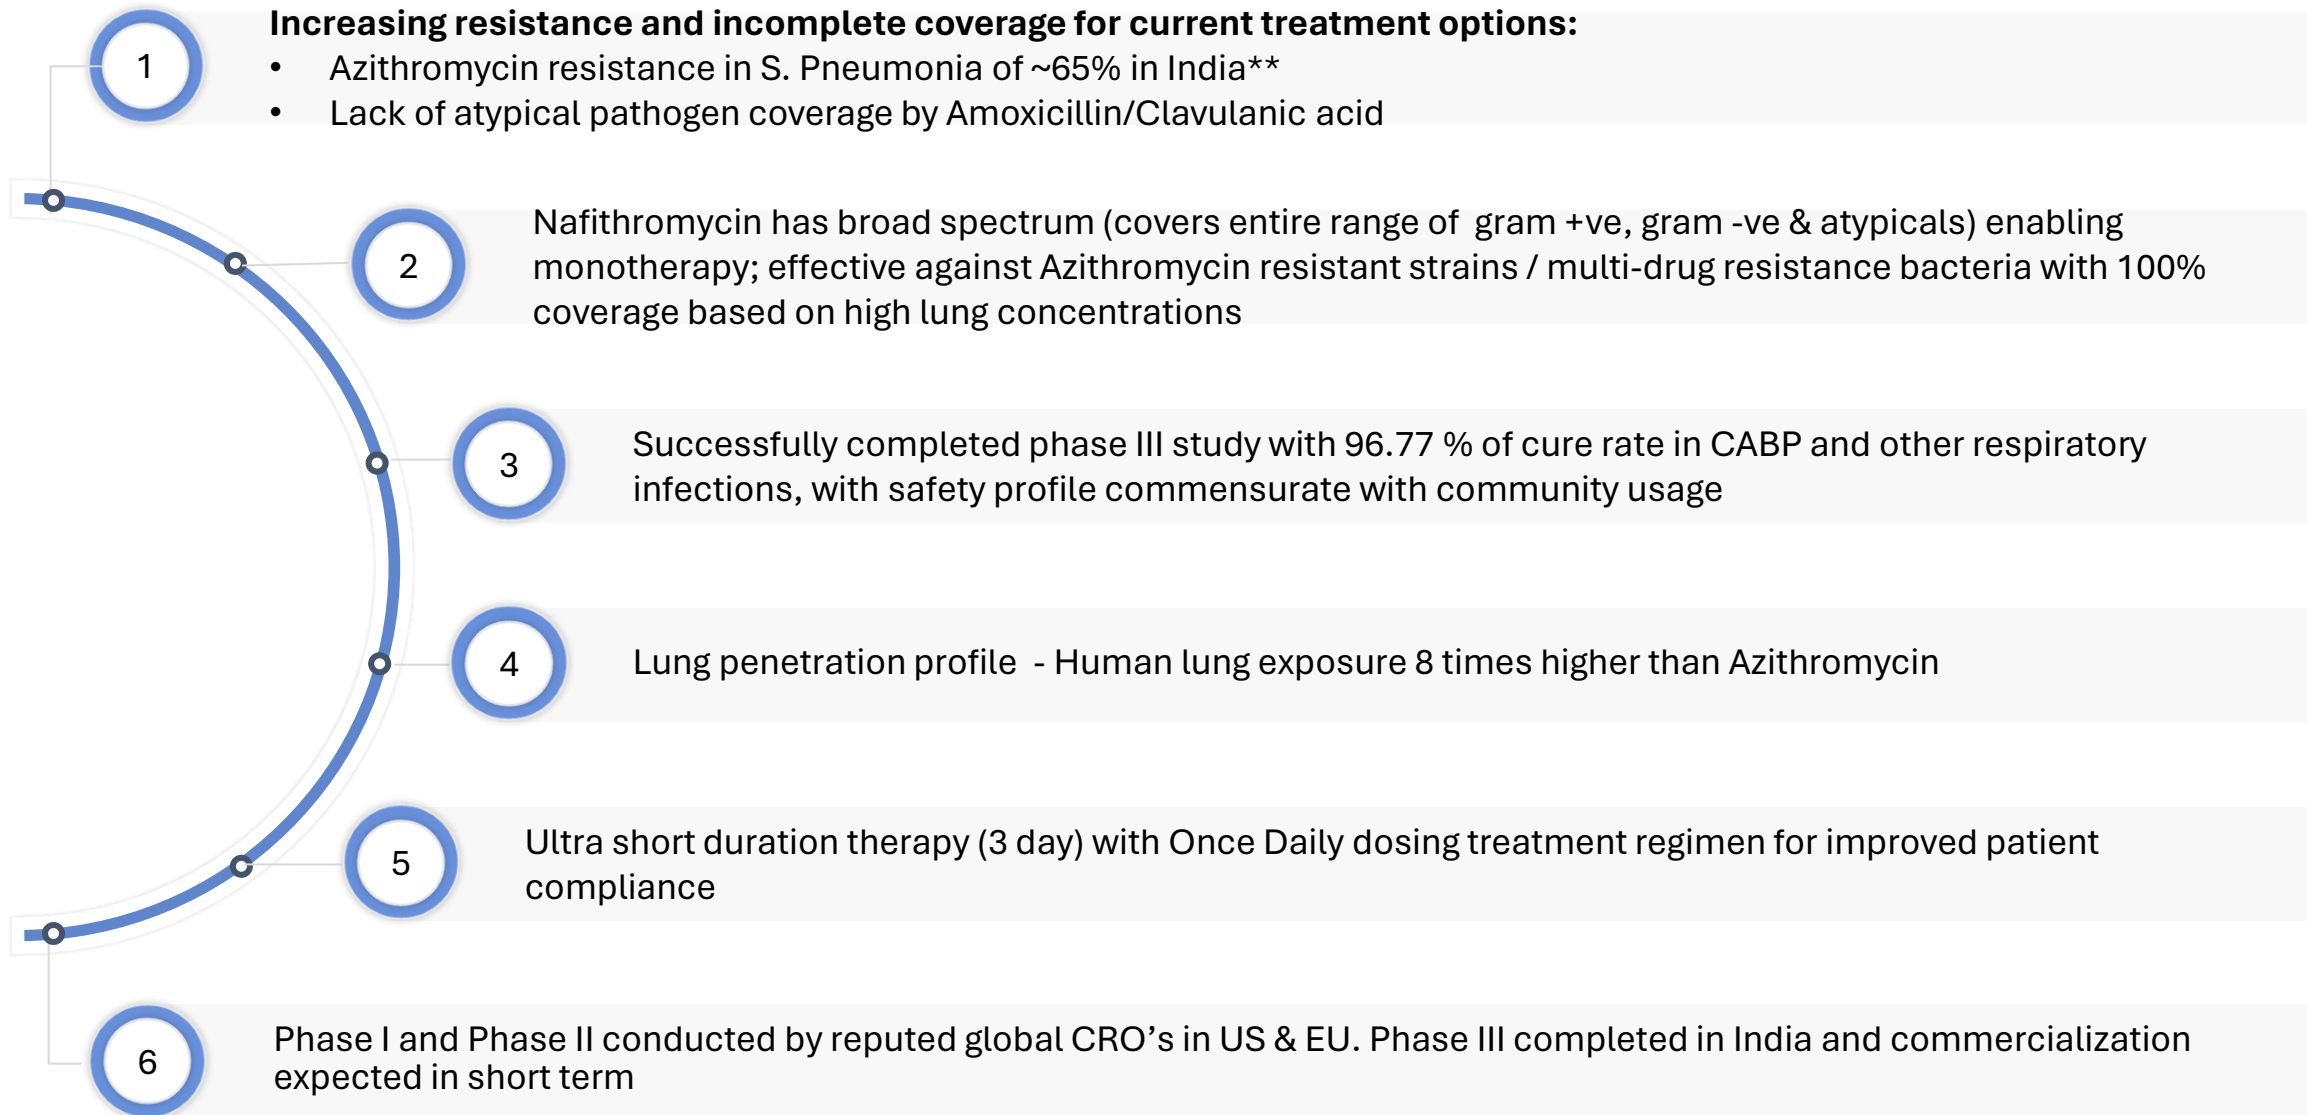 1
Increasing resistance and incomplete coverage for current treatment options:
• Azithromycin resistance in S. Pneumonia of ~65% in India**
• Lack of atypical pathogen coverage by Amoxicillin/Clavulanic acid
2
Nafithromycin has broad spectrum (covers entire range of  gram +ve, gram -ve & atypicals) enabling
monotherapy; effective against Azithromycin resistant strains / multi-drug resistance bacteria with 100%
coverage based on high lung concentrations
3
Successfully completed phase III study with 96.77 % of cure rate in CABP and other respiratory
infections, with safety profile commensurate with community usage
4
Lung penetration profile  - Human lung exposure 8 times higher than Azithromycin
5
Ultra short duration therapy (3 day) with Once Daily dosing treatment regimen for improved patient
compliance
6
Phase I and Phase II conducted by reputed global CRO’s in US & EU. Phase III completed in India and commercialization
expected in short term